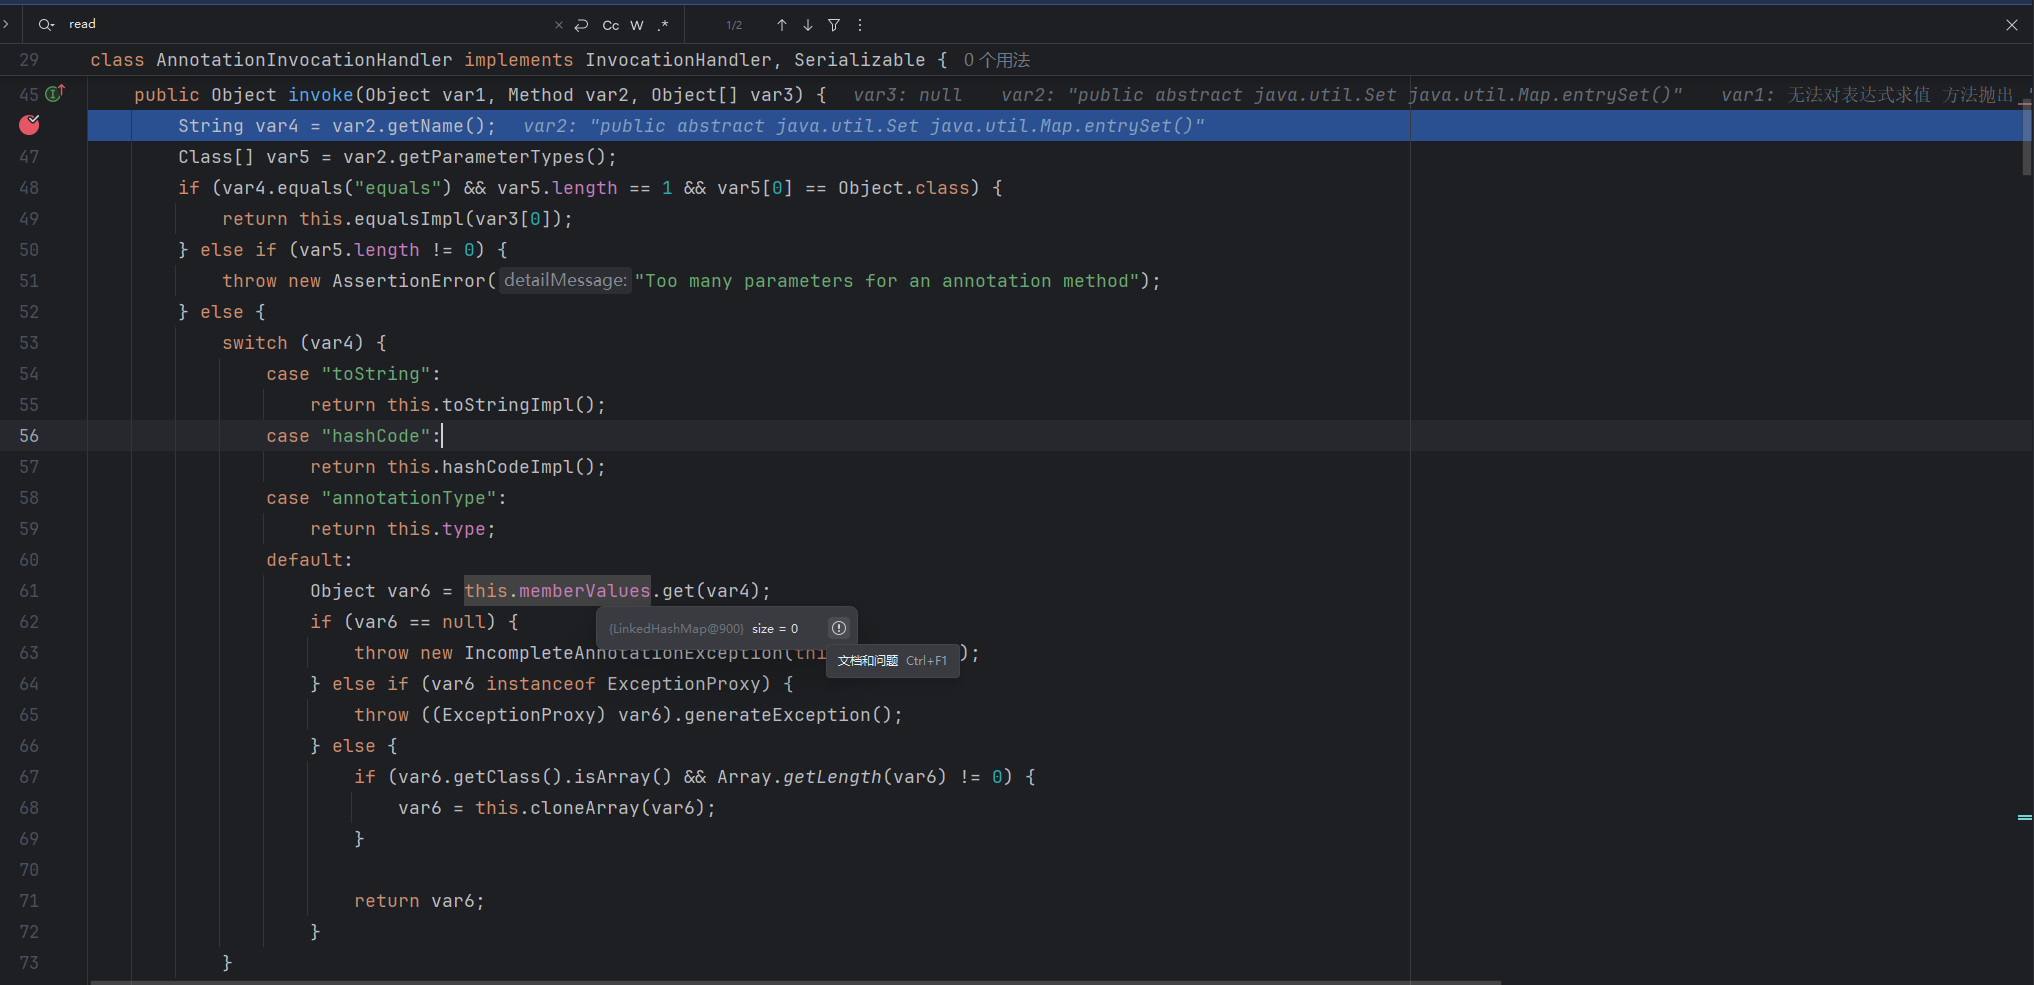 read × Cc W .* 1/2
29 class AnnotationInvocationHandler implements InvocationHandler, Serializable { 0 个用法
45 public Object invoke(Object var1, Method var2, Object[] var3) { var3: null var2: "public abstract java.util.Set java.util.Map.entrySet()" var1: 无法对表达式求值 方法抛出
String var4 = var2.getName(); var2: "public abstract java.util.Set java.util.Map.entrySet()"
47 Class[] var5 = var2.getParameterTypes();
48 if (var4.equals("equals") && var5.length == 1 && var5[0] == Object.class) {
49 return this.equalsImpl(var3[0]);
50 } else if (var5.length != 0) {
51 throw new AssertionError( detailMessage: "Too many parameters for an annotation method");
52 } else {
53 switch (var4) {
54 case "toString":
55 return this.toStringImpl();
56 case "hashCode":
57 return this.hashCodeImpl();
58 case "annotationType":
59 return this.type;
60 default:
61 Object var6 = this.memberValues.get(var4);
62 if (var6 == null) {
{LinkedHashMap@900} size = 0
63 throw new IncompleteAnnotationException(thi );
文档和问题 Ctrl+F1
64 } else if (var6 instanceof ExceptionProxy) {
65 throw ((ExceptionProxy) var6).generateException();
66 } else {
67 if (var6.getClass().isArray() && Array.getLength(var6) != 0) {
68 var6 = this.cloneArray(var6);
69 }
70
71 return var6;
72 }
73 }